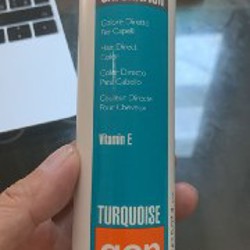 Colore Diretto
Per Capelli
Hair Direct
Color
Color Directo
Para Cabello
Couleur Directe
Pour Cheveux
Vitamin E
TURQUOISE